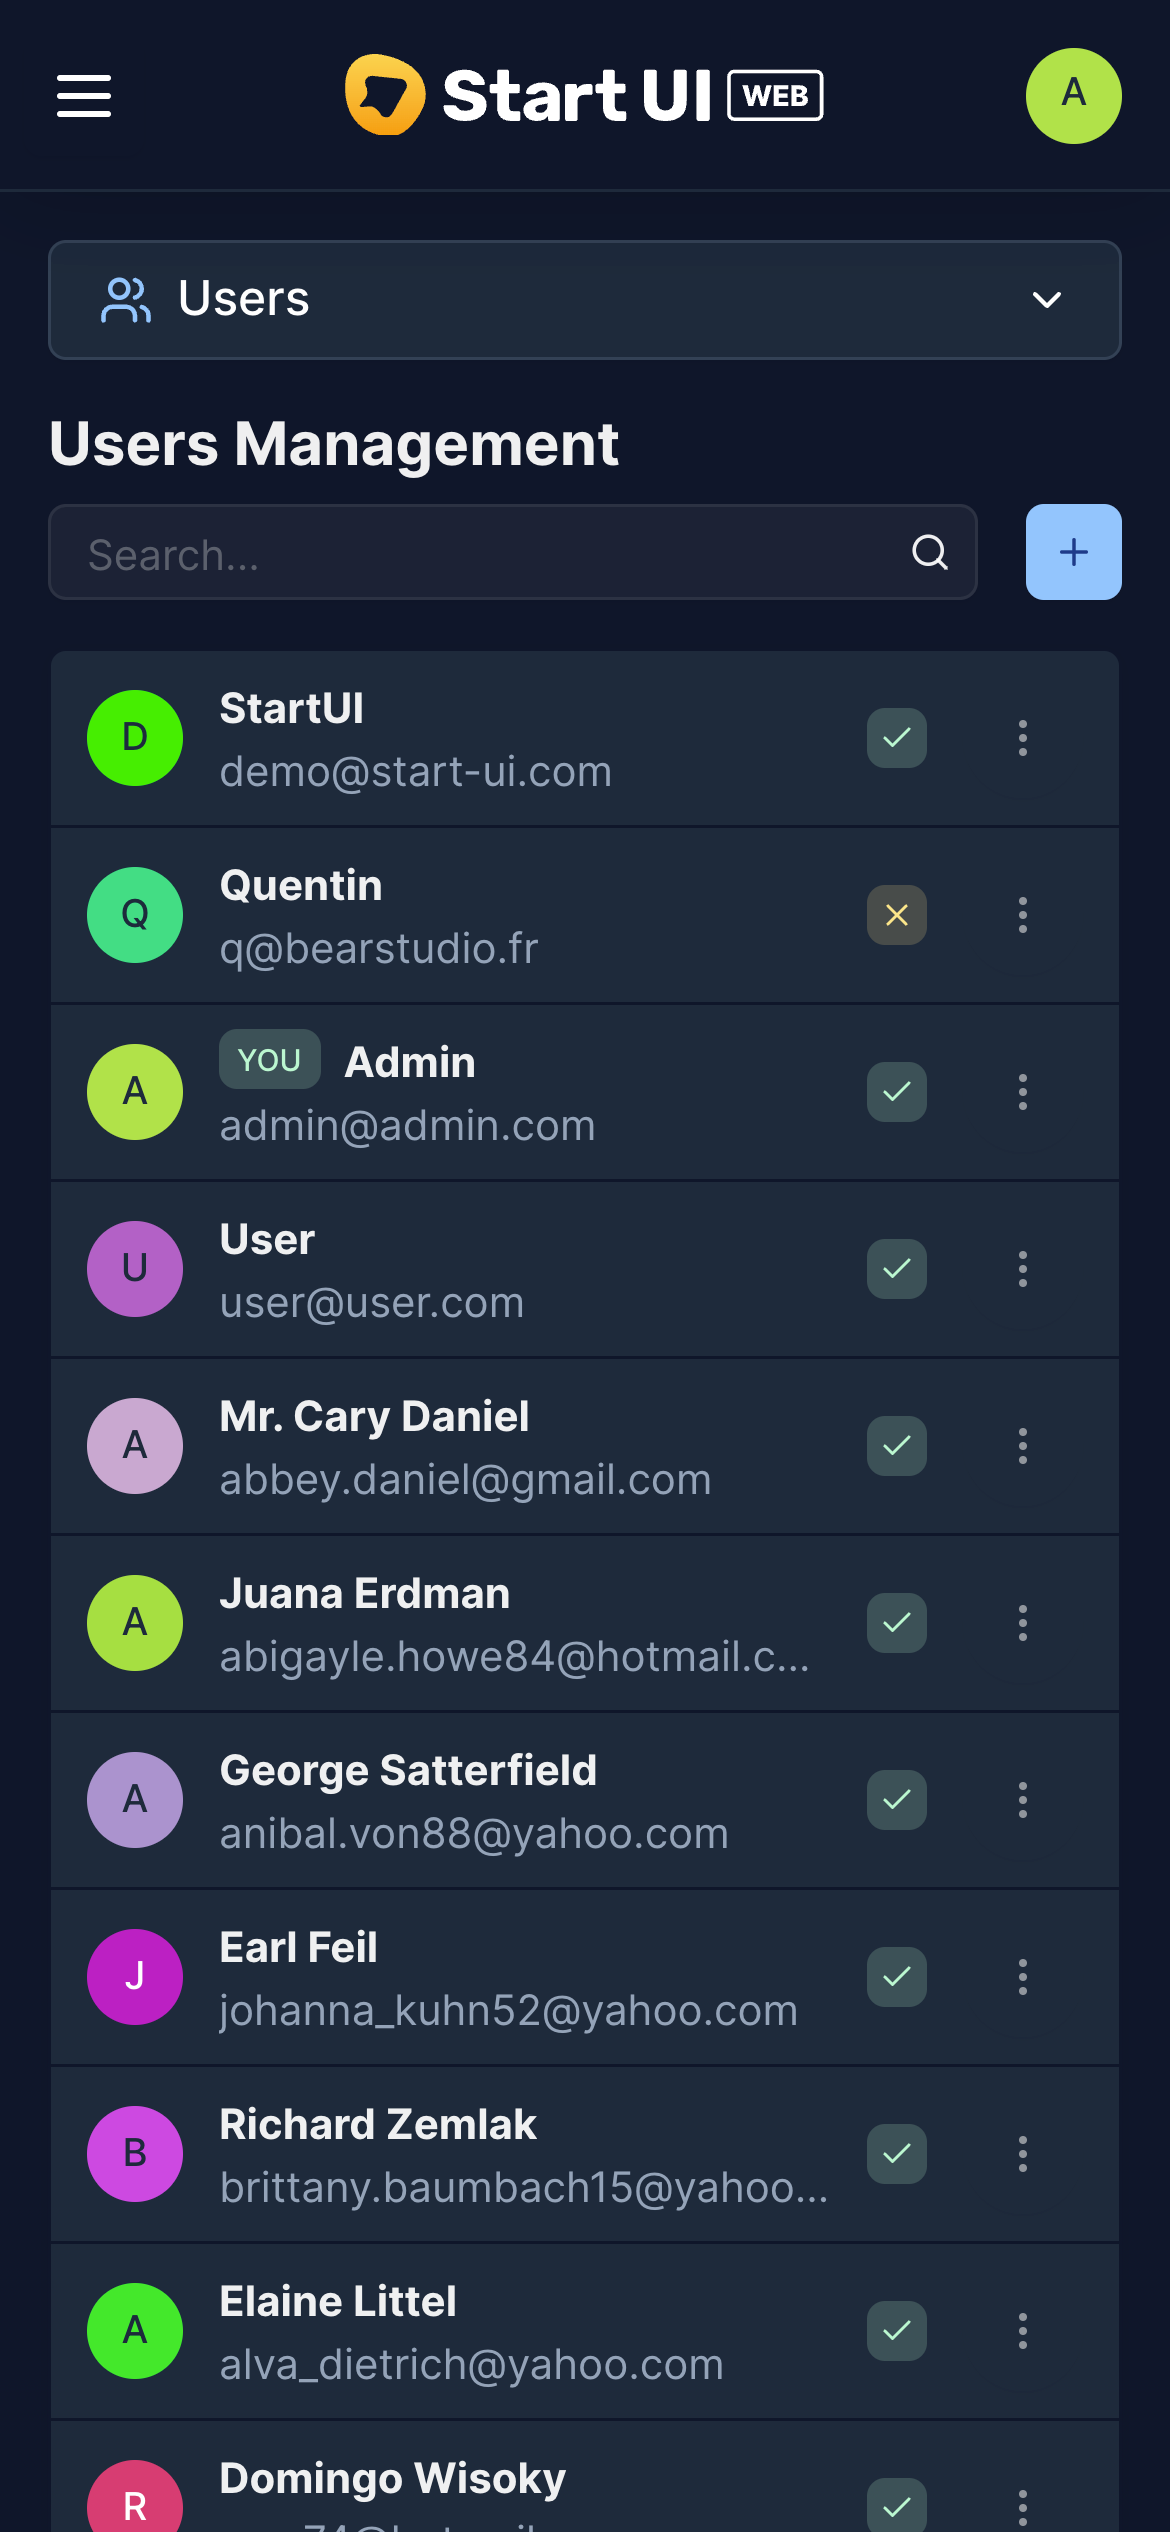 Start UI WEB
A
Users
Users Management
Search...
D
StartUI
demo@start-ui.com
Q
Quentin
q@bearstudio.fr
A
YOU Admin
admin@admin.com
U
User
user@user.com
A
Mr. Cary Daniel
abbey.daniel@gmail.com
A
Juana Erdman
abigayle.howe84@hotmail.c...
A
George Satterfield
anibal.von88@yahoo.com
J
Earl Feil
johanna_kuhn52@yahoo.com
B
Richard Zemlak
brittany.baumbach15@yahoo...
A
Elaine Littel
alva_dietrich@yahoo.com
R
Domingo Wisoky